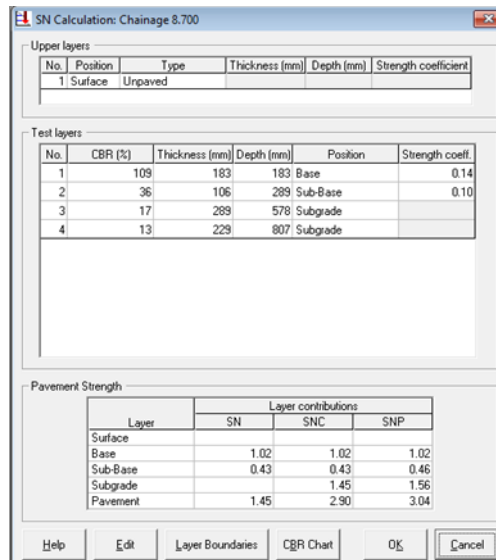 SN Calculation: Chainage 8.700
Upper layers
No. Position Type Thickness (mm) Depth (mm) Strength coefficient
1 Surface Unpaved
Test layers
No. CBR (%) Thickness (mm) Depth (mm) Position Strength coeff.
1 109 183 183 Base 0.14
2 36 106 289 Sub-Base 0.10
3 17 289 578 Subgrade
4 13 229 807 Subgrade
Pavement Strength
Layer contributions
Layer SN SNC SNP
Surface
Base 1.02 1.02 1.02
Sub-Base 0.43 0.43 0.46
Subgrade 1.45 1.56
Pavement 1.45 2.90 3.04
Help Edit Layer Boundaries CBR Chart OK Cancel